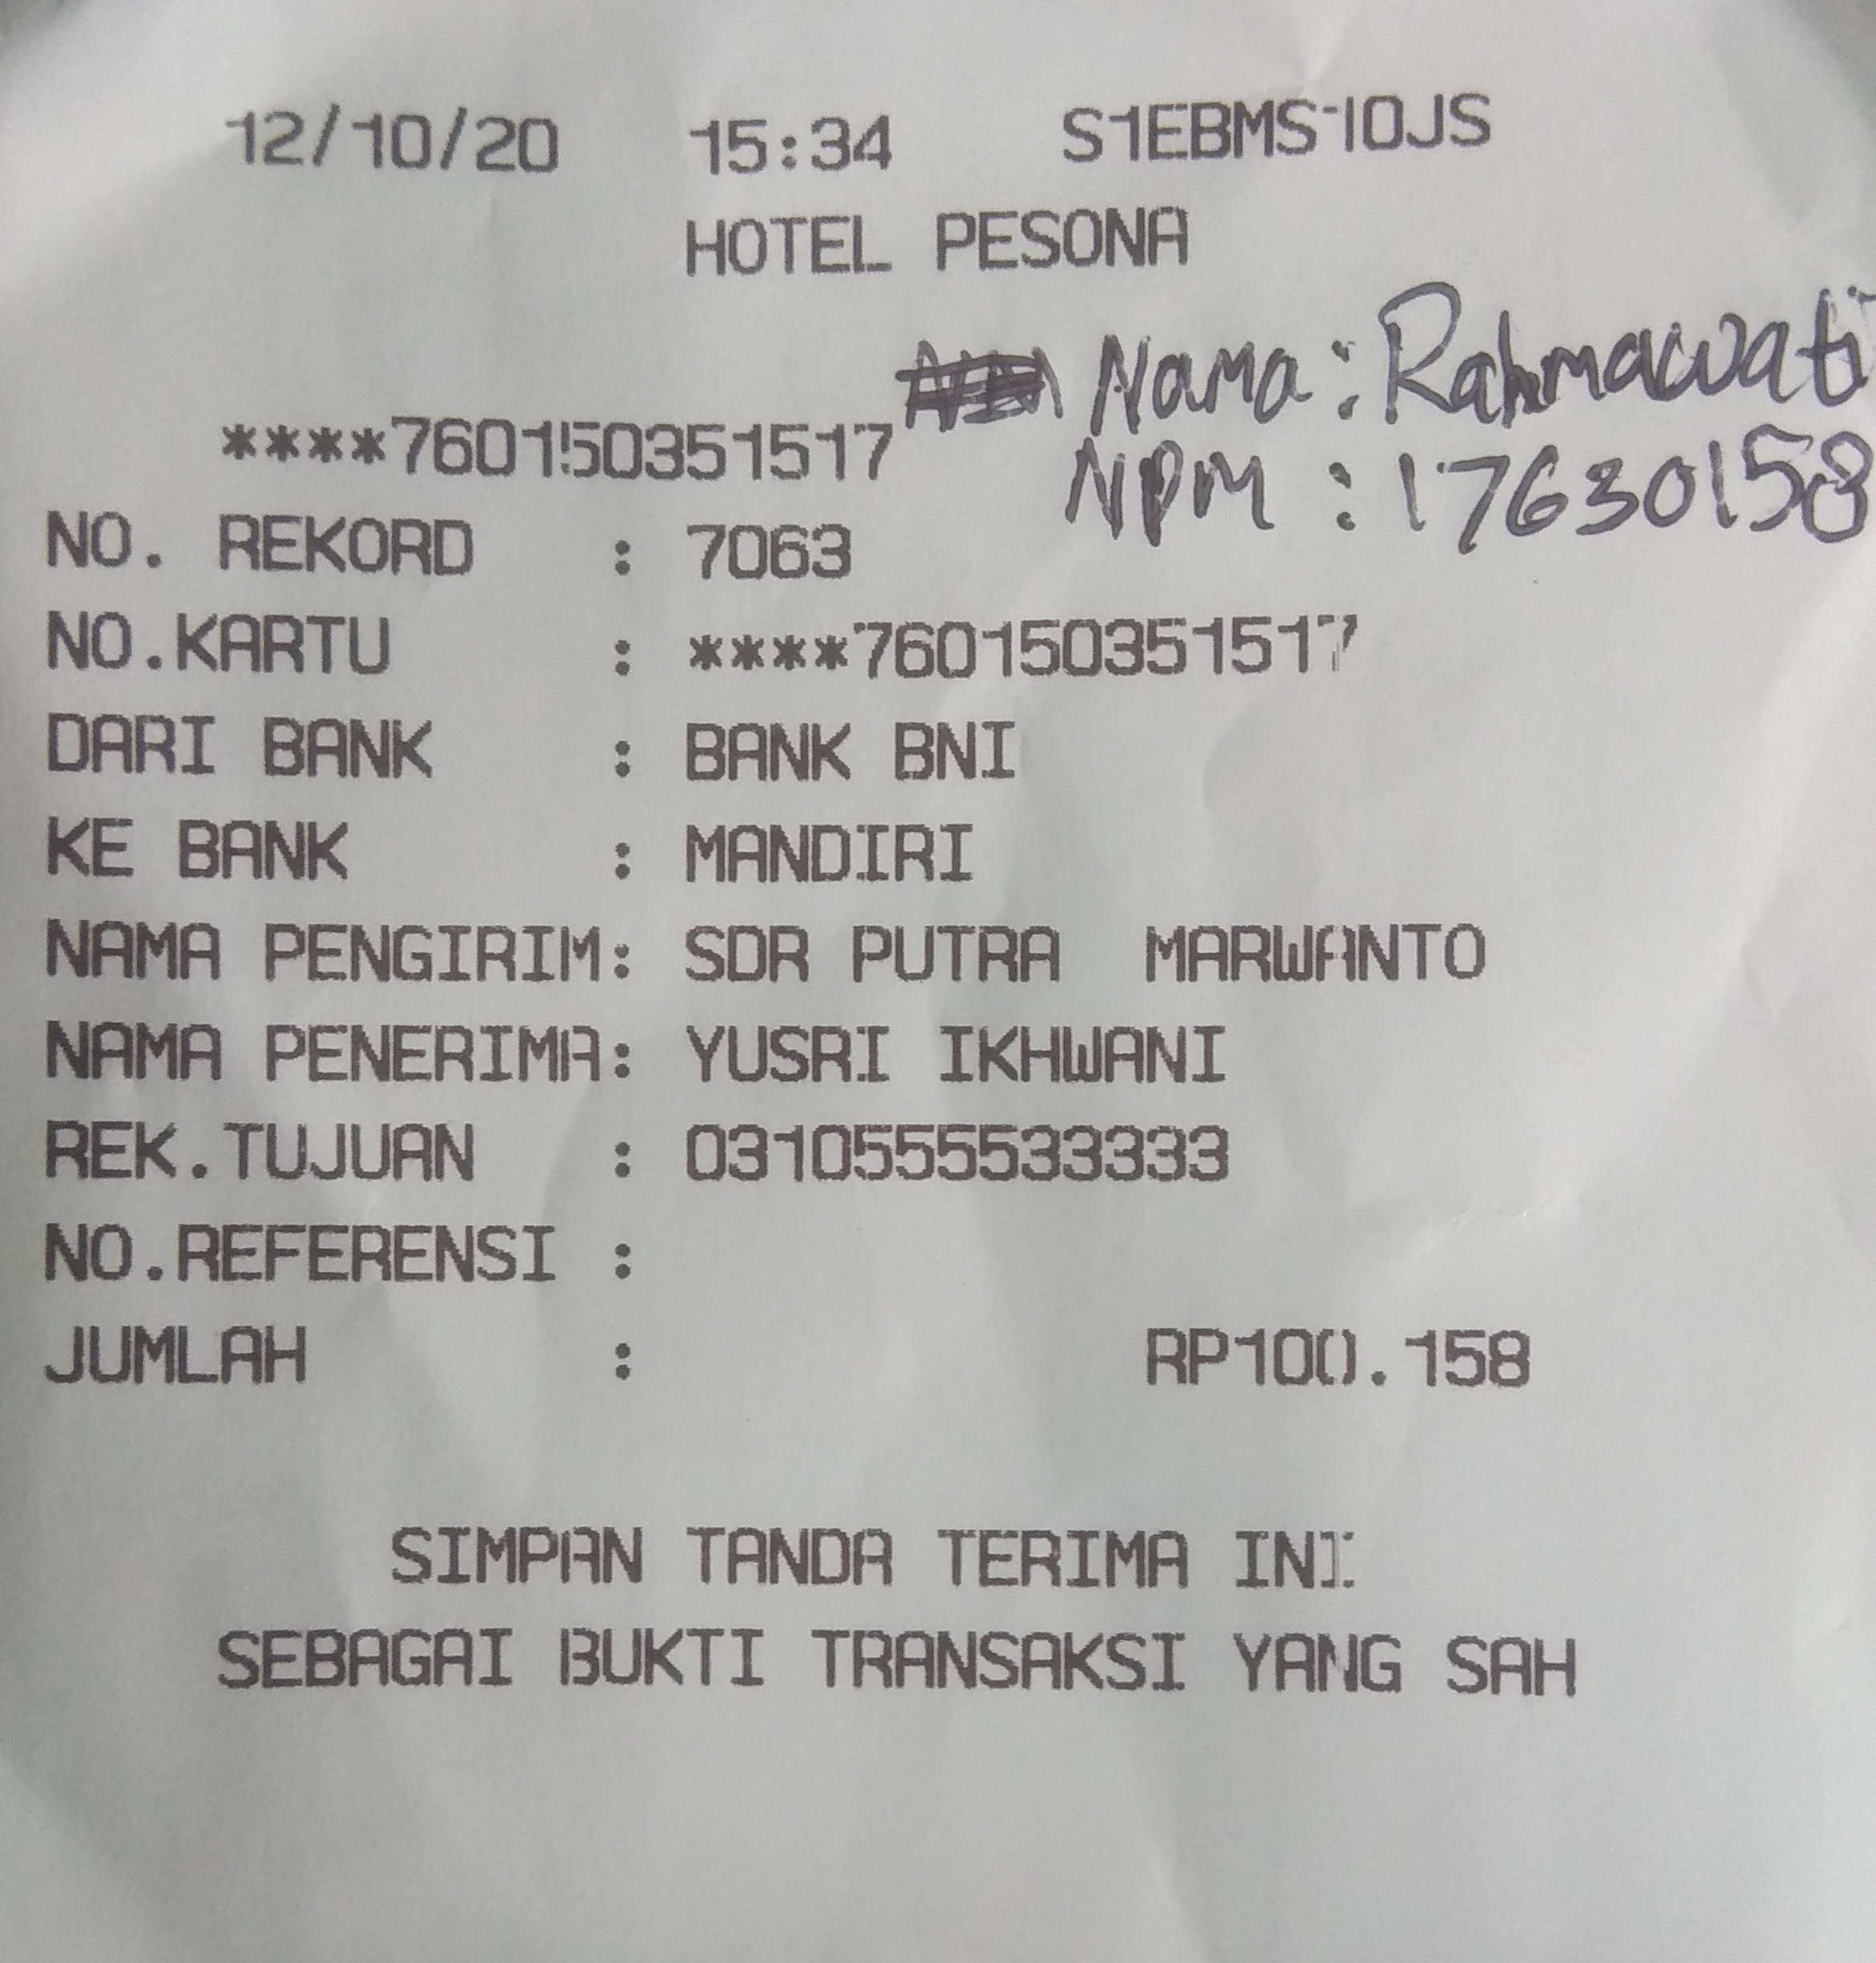 12/10/20 15:34 S1EBMS10JS
HOTEL PESONA
Nama : Rahmawati
****760150351517
NPM : 17630158
NO. REKORD : 7063
NO.KARTU : ****760150351517
DARI BANK : BANK BNI
KE BANK : MANDIRI
NAMA PENGIRIM: SDR PUTRA MARWANTO
NAMA PENERIMA: YUSRI IKHWANI
REK.TUJUAN : 0310555533333
NO.REFERENSI :
JUMLAH : RP100.158
SIMPAN TANDA TERIMA INI
SEBAGAI BUKTI TRANSAKSI YANG SAH